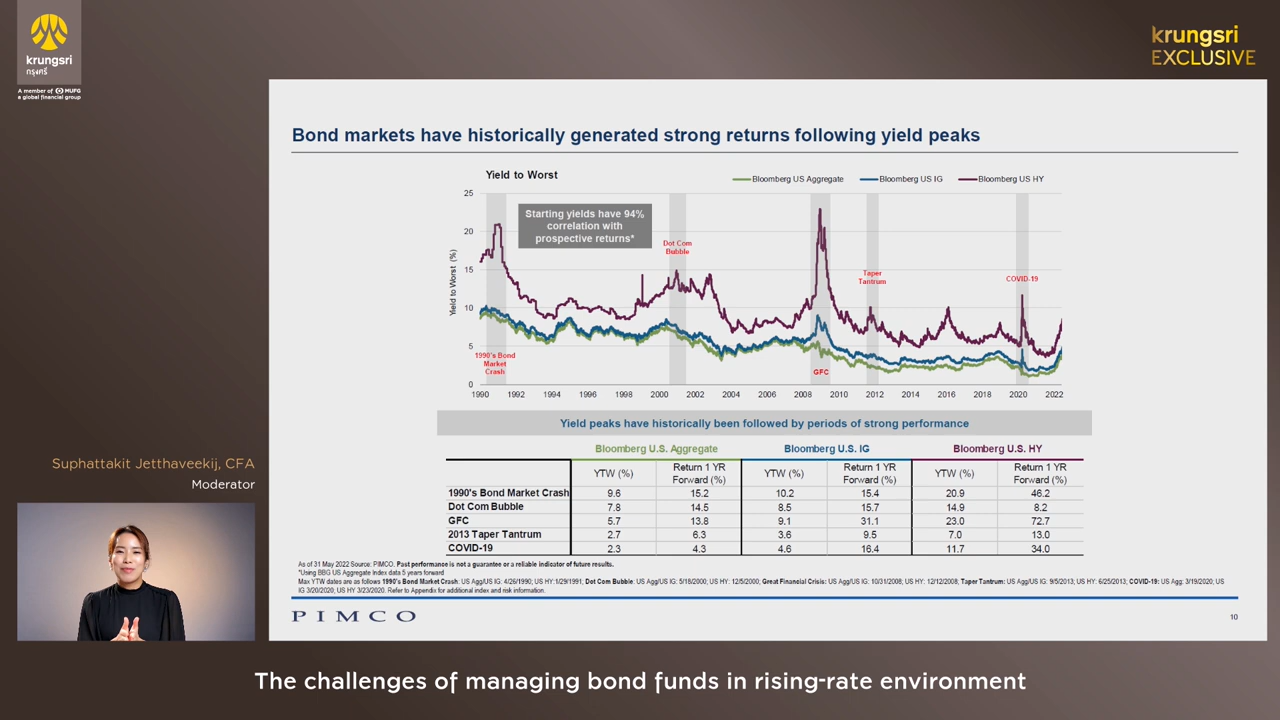 krungsri
กรุงศรี
A member of MUFG
a global financial group
krungsri
EXCLUSIVE
Bond markets have historically generated strong returns following yield peaks
Yield to Worst
Bloomberg US Aggregate Bloomberg US IG Bloomberg US HY
Yield to Worst (%)
25
20
15
10
5
0
Starting yields have 94%
correlation with
prospective returns*
Dot Com
Bubble
Taper
Tantrum
COVID-19
1990's Bond
Market
Crash
GFC
1990 1992 1994 1996 1998 2000 2002 2004 2006 2008 2010 2012 2014 2016 2018 2020 2022
Yield peaks have historically been followed by periods of strong performance
Bloomberg U.S. Aggregate Bloomberg U.S. IG Bloomberg U.S. HY
YTW (%) Return 1 YR Forward (%) YTW (%) Return 1 YR Forward (%) YTW (%) Return 1 YR Forward (%)
1990's Bond Market Crash 9.6 15.2 10.2 15.4 20.9 46.2
Dot Com Bubble 7.8 14.5 8.5 15.7 14.9 8.2
GFC 5.7 13.8 9.1 31.1 23.0 72.7
2013 Taper Tantrum 2.7 6.3 3.6 9.5 7.0 13.0
COVID-19 2.3 4.3 4.6 16.4 11.7 34.0
As of 31 May 2022 Source: PIMCO. Past performance is not a guarantee or a reliable indicator of future results.
*Using BBG US Aggregate Index data 5 years forward
Max YTW dates are as follows 1990's Bond Market Crash: US Agg/US IG: 4/26/1990; US HY:1/29/1991; Dot Com Bubble: US Agg/US IG: 5/18/2000; US HY: 12/5/2000; Great Financial Crisis: US Agg/US IG: 10/31/2008; US HY: 12/12/2008; Taper Tantrum: US Agg/US IG: 9/5/2013; US HY: 6/25/2013; COVID-19: US Agg: 3/19/2020; US
IG 3/20/2020; US HY 3/23/2020. Refer to Appendix for additional index and risk information.
PIMCO
10
Suphattakit Jetthaveekij, CFA
Moderator
The challenges of managing bond funds in rising-rate environment